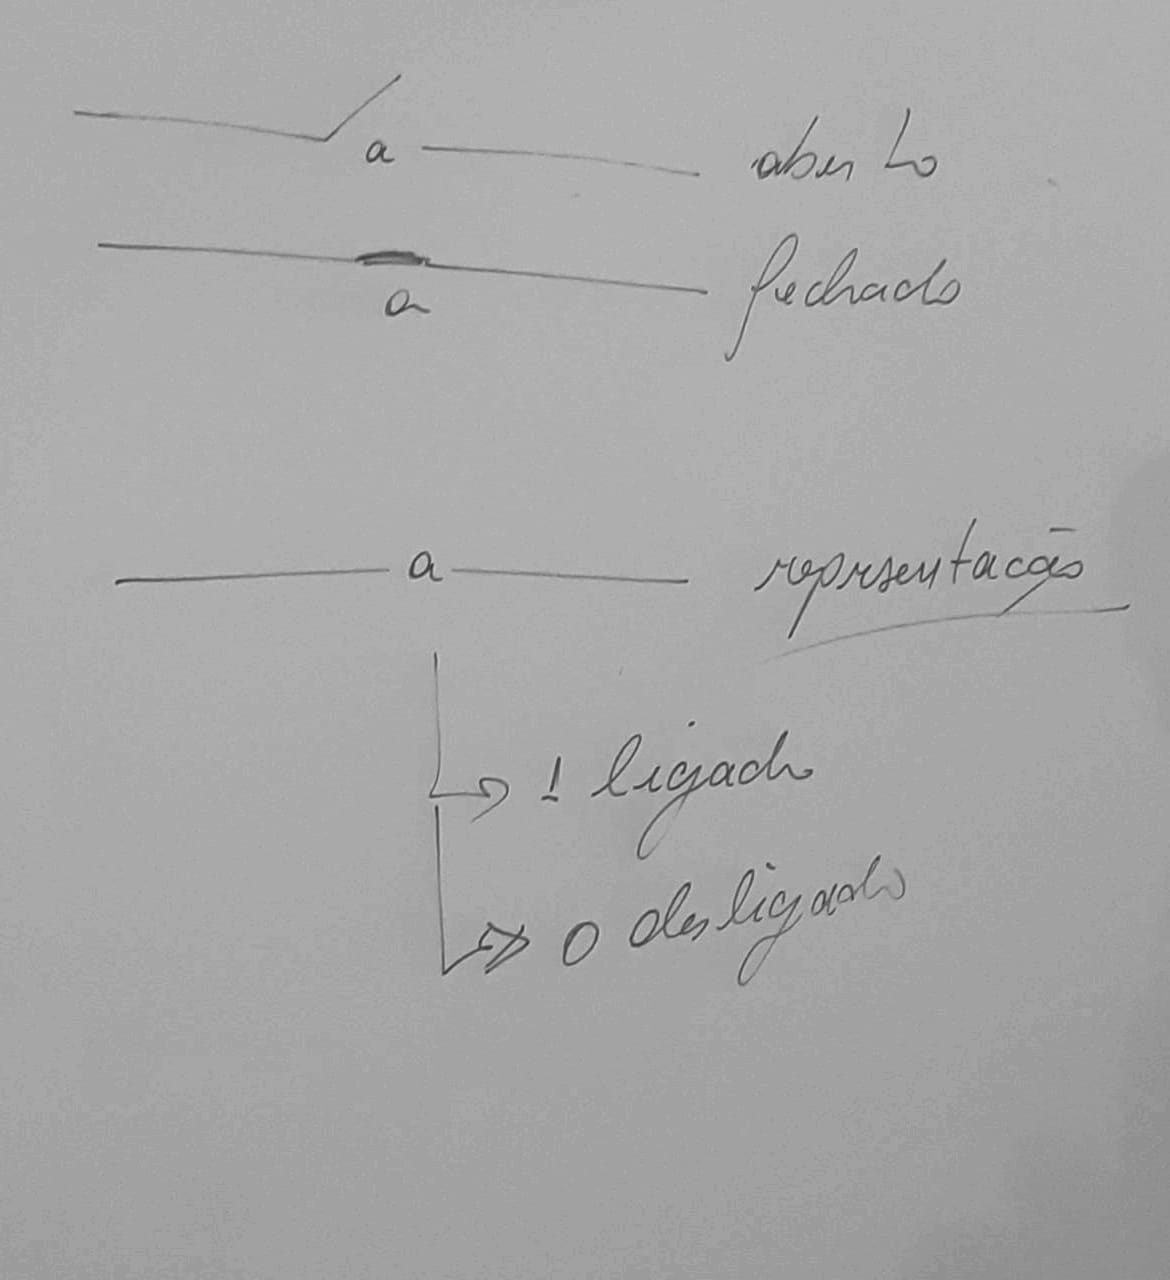 a aberto
fechado
a
a representação
1 ligado
0 desligado